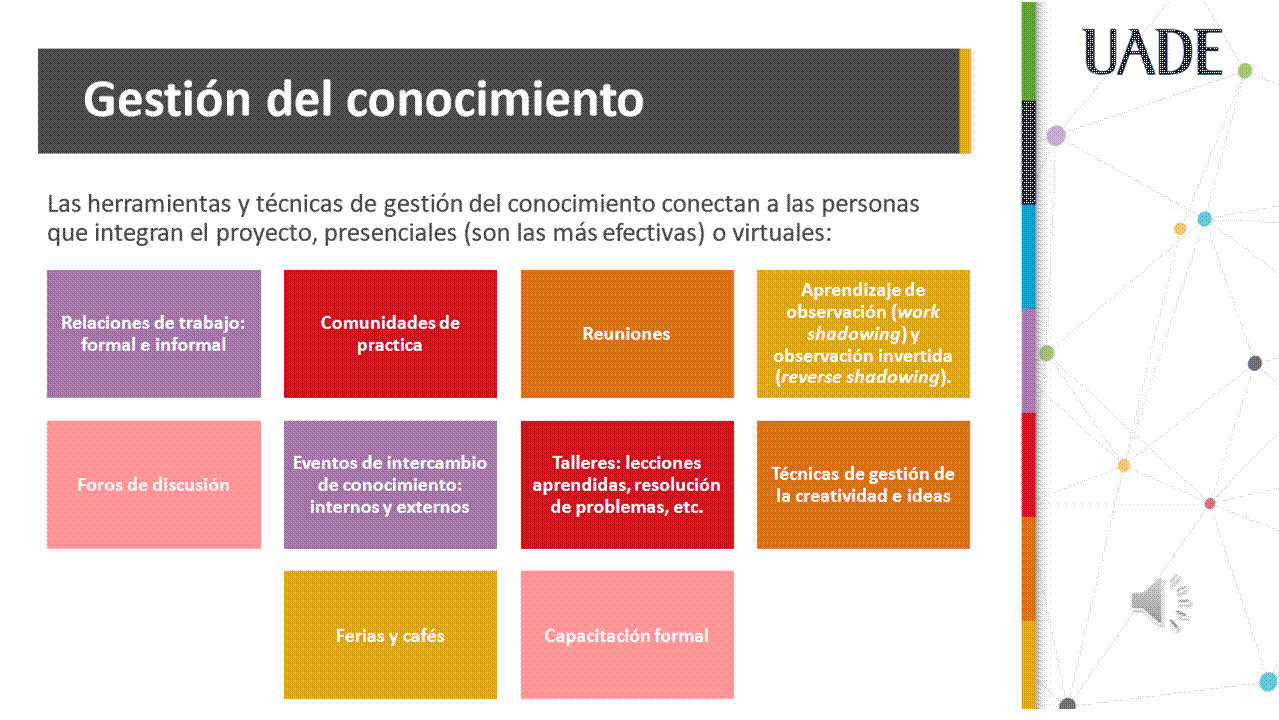 UADE
Gestión del conocimiento
Las herramientas y técnicas de gestión del conocimiento conectan a las personas
que integran el proyecto, presenciales (son las más efectivas) o virtuales:
Relaciones de trabajo:
formal e informal
Comunidades de
practica
Reuniones
Aprendizaje de
observación (work
shadowing) y
observación invertida
(reverse shadowing).
Foros de discusión
Eventos de intercambio
de conocimiento:
internos y externos
Talleres: lecciones
aprendidas, resolución
de problemas, etc.
Técnicas de gestión de
la creatividad e ideas
Ferias y cafés
Capacitación formal